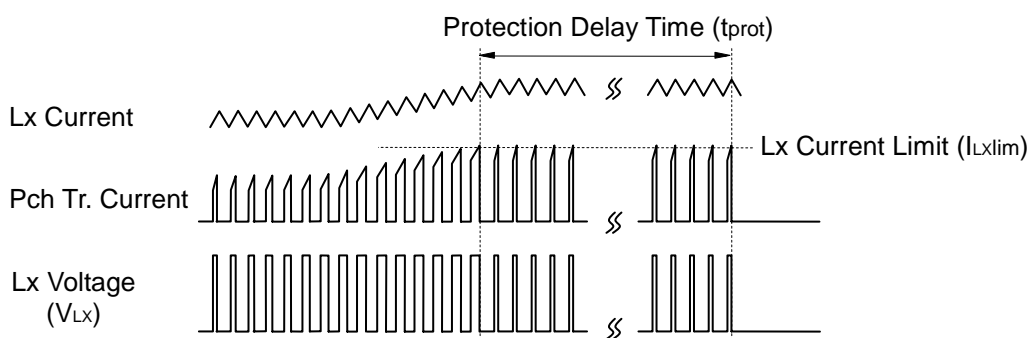 Protection Delay Time (tprot)
Lx Current
Lx Current Limit (ILXlim)
Pch Tr. Current
Lx Voltage
(VLX)